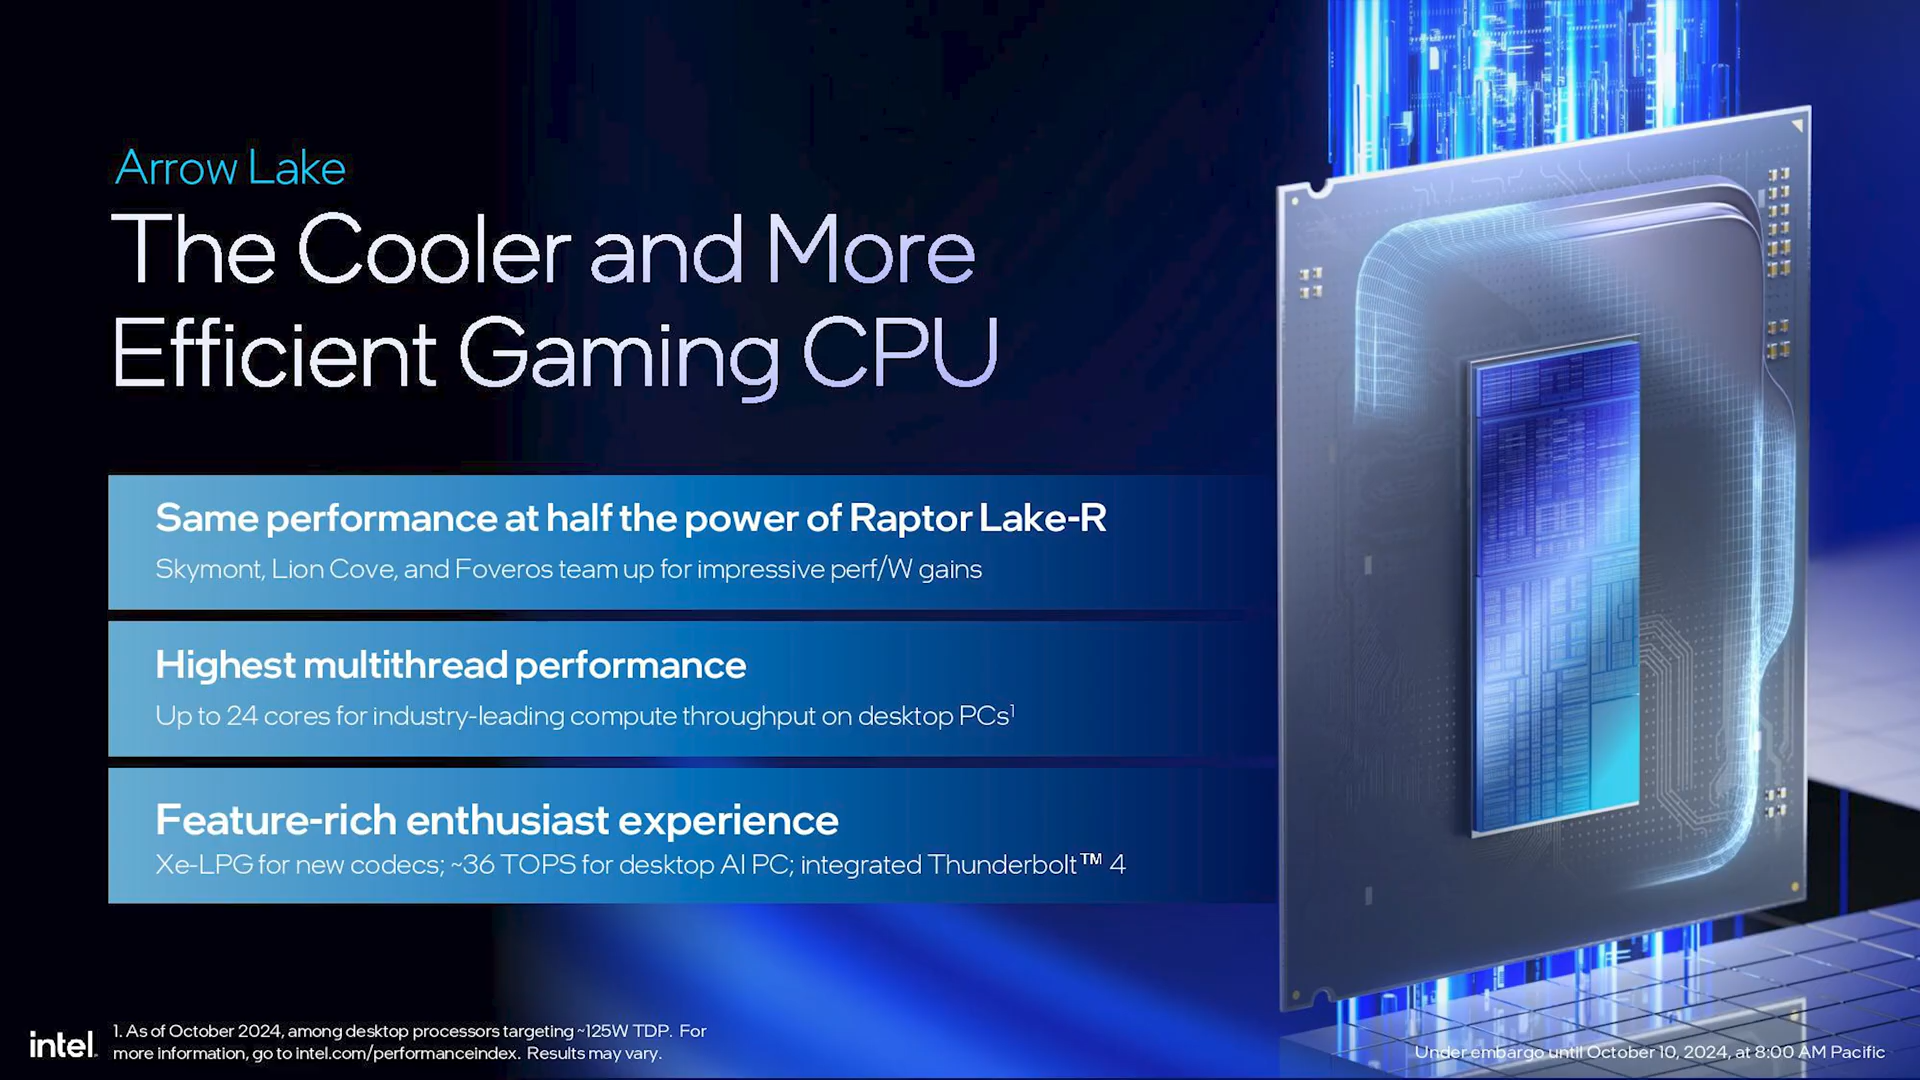 Arrow Lake
The Cooler and More
Efficient Gaming CPU
Same performance at half the power of Raptor Lake-R
Skymont, Lion Cove, and Foveros team up for impressive perf/W gains
Highest multithread performance
Up to 24 cores for industry-leading compute throughput on desktop PCs¹
Feature-rich enthusiast experience
Xe-LPG for new codecs; ~36 TOPS for desktop AI PC; integrated Thunderbolt™ 4
intel.
1. As of October 2024, among desktop processors targeting ~125W TDP. For
more information, go to intel.com/performanceindex. Results may vary.
Under embargo until October 10, 2024, at 8:00 AM Pacific